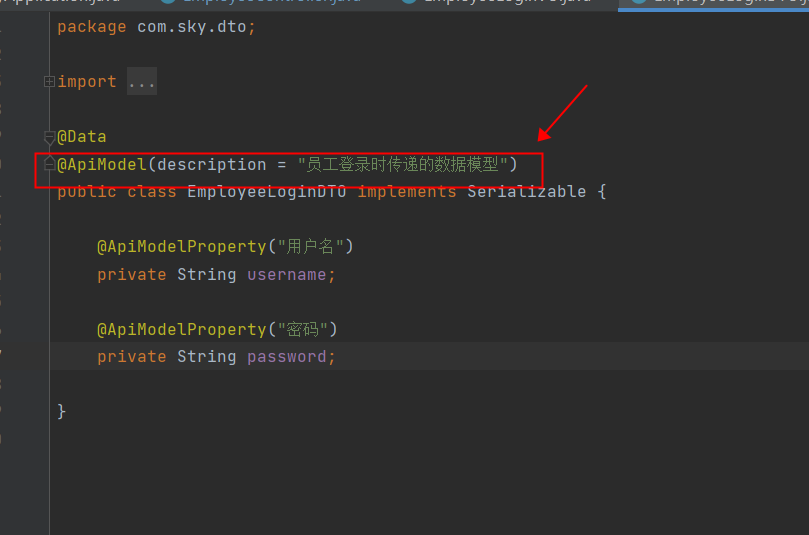 package com.sky.dto;
import ...
@Data
@ApiModel(description = "员工登录时传递的数据模型")
public class EmployeeLoginDTO implements Serializable {
@ApiModelProperty("用户名")
private String username;
@ApiModelProperty("密码")
private String password;
}